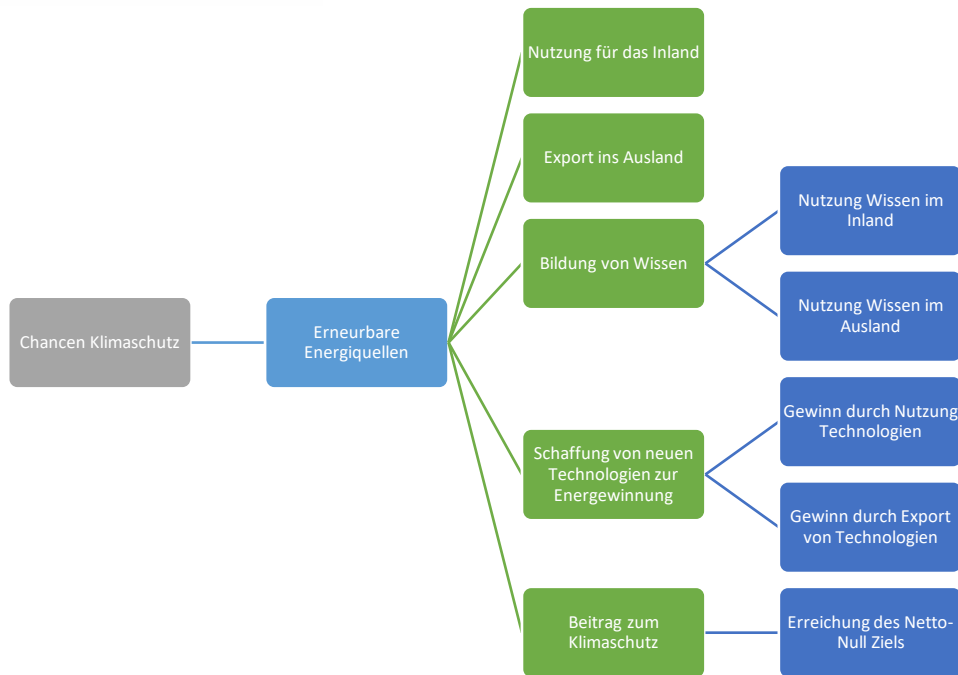 Chancen Klimaschutz
Erneurbare
Energiquellen
Nutzung für das Inland
Export ins Ausland
Bildung von Wissen
Nutzung Wissen im
Inland
Nutzung Wissen im
Ausland
Schaffung von neuen
Technologien zur
Energewinnung
Gewinn durch Nutzung
Technologien
Gewinn durch Export
von Technologien
Beitrag zum
Klimaschutz
Erreichung des Netto-
Null Ziels